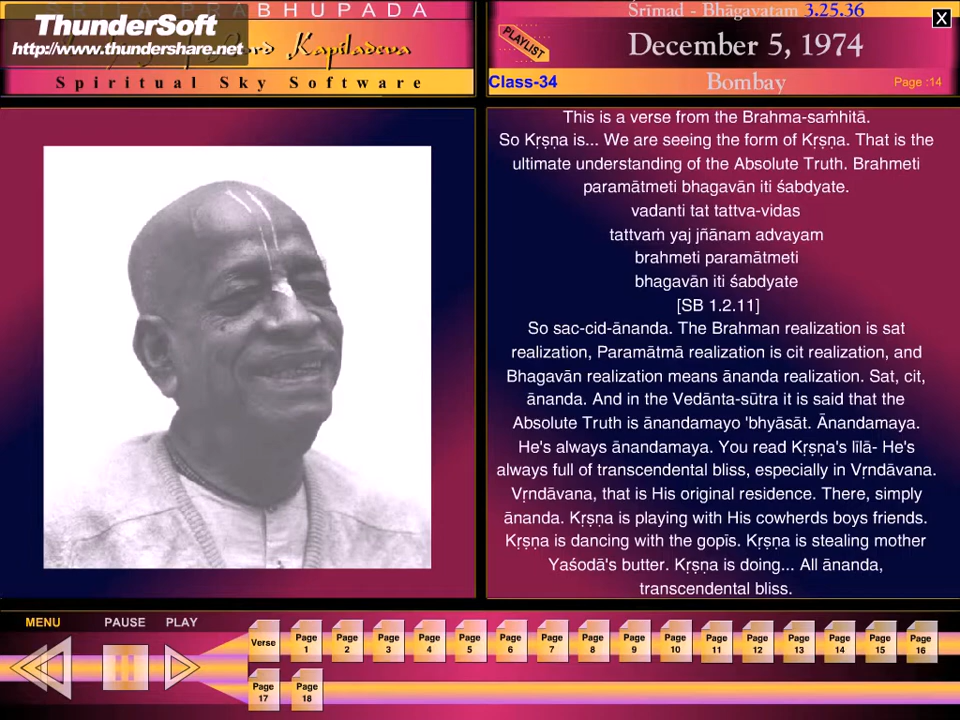 SRILA PRABHUPADA
ThunderSoft
http://www.thundershare.net
Lord Kapiladeva
Spiritual Sky Software
PLAYLIST
Śrīmad - Bhāgavatam 3.25.36
X
December 5, 1974
Class-34
Bombay
Page :14
This is a verse from the Brahma-saṁhitā.
So Kṛṣṇa is... We are seeing the form of Kṛṣṇa. That is the
ultimate understanding of the Absolute Truth. Brahmeti
paramātmeti bhagavān iti śabdyate.
vadanti tat tattva-vidas
tattvaṁ yaj jñānam advayam
brahmeti paramātmeti
bhagavān iti śabdyate
[SB 1.2.11]
So sac-cid-ānanda. The Brahman realization is sat
realization, Paramātmā realization is cit realization, and
Bhagavān realization means ānanda realization. Sat, cit,
ānanda. And in the Vedānta-sūtra it is said that the
Absolute Truth is ānandamayo 'bhyāsāt. Ānandamaya.
He's always ānandamaya. You read Kṛṣṇa's līlā- He's
always full of transcendental bliss, especially in Vṛndāvana.
Vṛndāvana, that is His original residence. There, simply
ānanda. Kṛṣṇa is playing with His cowherds boys friends.
Kṛṣṇa is dancing with the gopīs. Kṛṣṇa is stealing mother
Yaśodā's butter. Kṛṣṇa is doing... All ānanda,
transcendental bliss.
MENU PAUSE PLAY
Verse
Page 1
Page 2
Page 3
Page 4
Page 5
Page 6
Page 7
Page 8
Page 9
Page 10
Page 11
Page 12
Page 13
Page 14
Page 15
Page 16
Page 17
Page 18